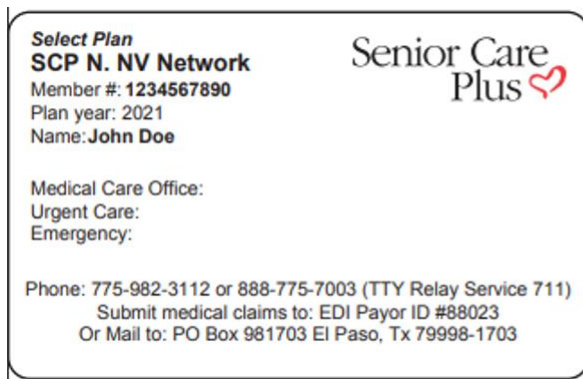 Select Plan
SCP N. NV Network
Member #: 1234567890
Plan year: 2021
Name:John Doe
Senior Care
Plus
Medical Care Office:
Urgent Care:
Emergency:
Phone: 775-982-3112 or 888-775-7003 (TTY Relay Service 711)
Submit medical claims to: EDI Payor ID #88023
Or Mail to: PO Box 981703 El Paso, Tx 79998-1703